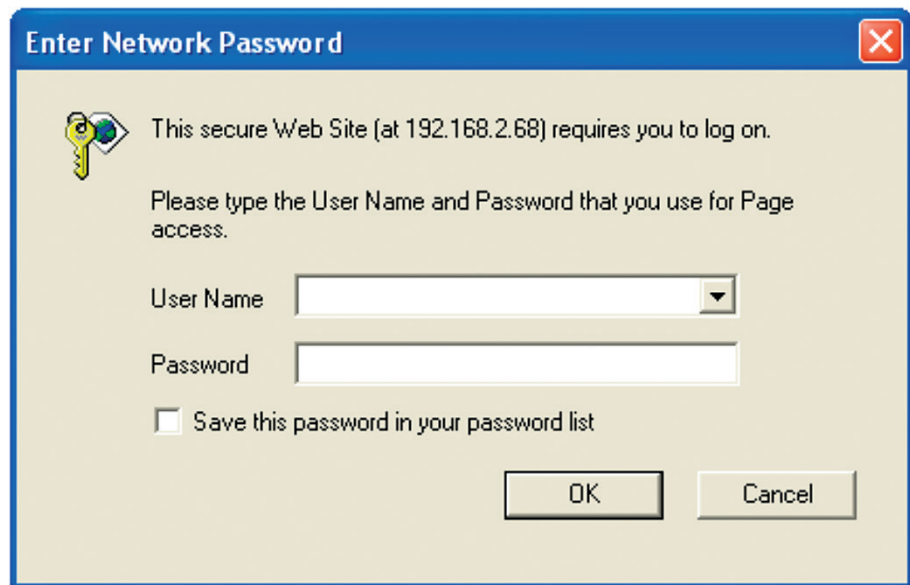 Enter Network Password
This secure Web Site (at 192.168.2.68) requires you to log on.
Please type the User Name and Password that you use for Page
access.
User Name
Password
Save this password in your password list
OK
Cancel